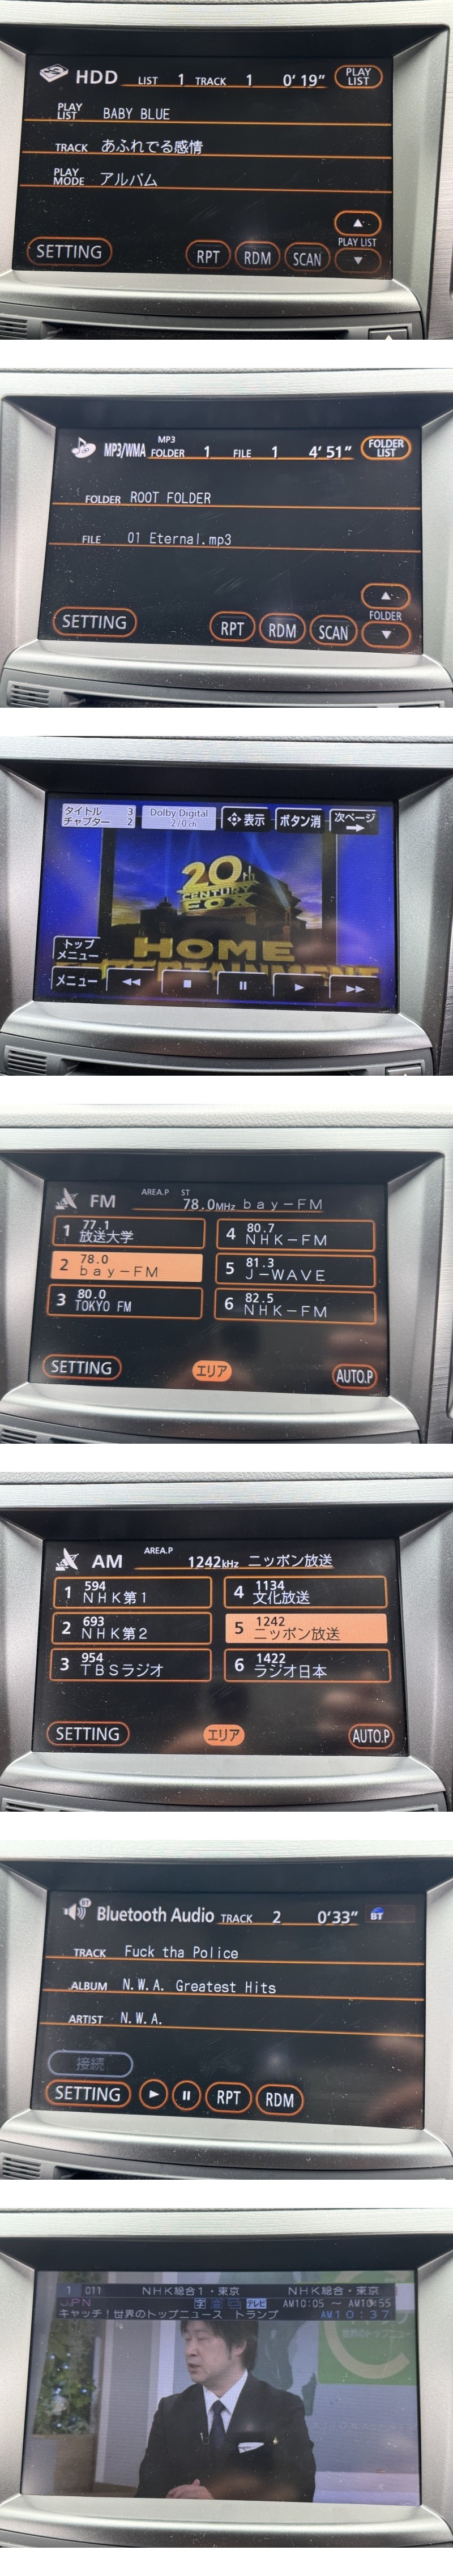 HDD LIST 1 TRACK 1 0'19" PLAY LIST
PLAY LIST BABY BLUE
TRACK あふれでる感情
PLAY MODE アルバム
▲
PLAY LIST
SETTING RPT RDM SCAN ▼
MP3/WMA MP3 FOLDER 1 FILE 1 4'51" FOLDER LIST
FOLDER ROOT FOLDER
FILE 01 Eternal.mp3
▲
FOLDER
SETTING RPT RDM SCAN ▼
タイトル 3
チャプター 2
Dolby Digital
2/0 ch
表示
ボタン消
次ページ
20th
CENTURY
FOX
HOME
ENTERTAINMENT
トップメニュー
メニュー ◀◀ ■ II ▶ ▶▶
FM AREA.P ST 78.0MHz bay-FM
1 77.1 放送大学
2 78.0 bay-FM
3 80.0 TOKYO FM
4 80.7 NHK-FM
5 81.3 J-WAVE
6 82.5 NHK-FM
SETTING エリア AUTO.P
AM AREA.P 1242kHz ニッポン放送
1 594 NHK第1
2 693 NHK第2
3 954 TBSラジオ
4 1134 文化放送
5 1242 ニッポン放送
6 1422 ラジオ日本
SETTING エリア AUTO.P
BT Bluetooth Audio TRACK 2 0'33" BT
TRACK Fuck tha Police
ALBUM N.W.A. Greatest Hits
ARTIST N.W.A.
接続
SETTING ▶ II RPT RDM
1 011 NHK総合1・東京 NHK総合・東京
字 テレビ AM10:05 ～ AM10:55
キャッチ!世界のトップニュース トランプ AM10:37